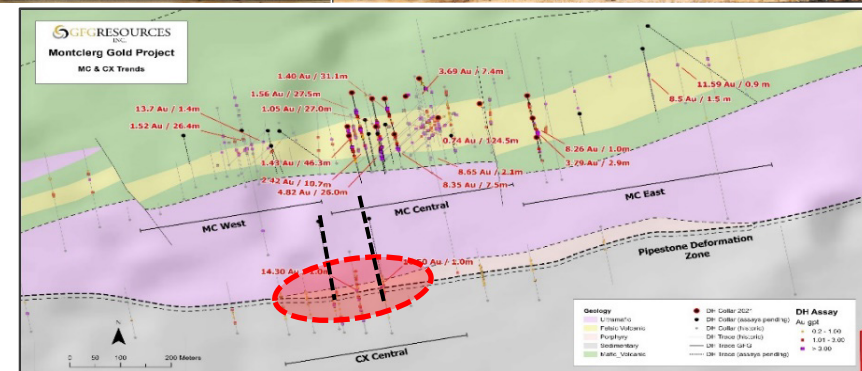 GFGRESOURCES
INC.
Montclerg Gold Project
MC & CX Trends
1.40 Au / 31.1m
3.69 Au / 7.4m
1.56 Au / 27.5m
1.05 Au / 27.0m
11.59 Au / 0.9 m
8.5 Au / 1.5 m
13.7 Au / 1.4m
1.52 Au / 26.4m
0.74 Au / 124.5m
8.26 Au / 1.0m
3.29 Au / 2.9m
1.43 Au / 46.3m
2.42 Au / 10.7m
4.82 Au / 26.0m
8.65 Au / 2.1m
8.35 Au / 7.5m
MC West
MC Central
MC East
Pipestone Deformation
Zone
14.30 Au / 1.0m
Au / 1.0m
CX Central
0 50 100 200 Meters
Geology
Ultramafic
Felsic Volcanic
Porphyry
Sedimentary
Mafic_Volcanic
DH Collar
DH Collar (assays pending)
DH Collar (historic)
DH Trace (historic)
DH Trace GFG
DH Trace (assays pending)
DH Assay
Au gpt
0.2 - 1.00
1.01 - 3.00
> 3.00